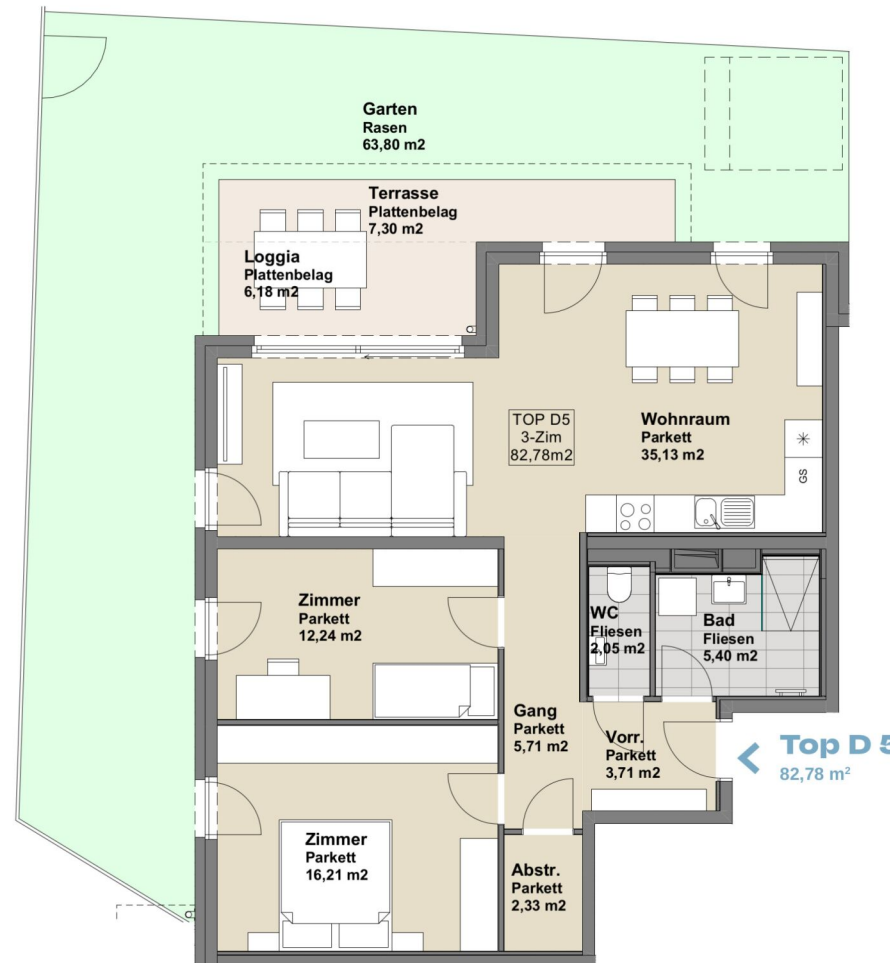 Garten
Rasen
63,80 m2
Terrasse
Plattenbelag
7,30 m2
Loggia
Plattenbelag
6,18 m2
TOP D5
3-Zim
82,78m2
Wohnraum
Parkett
35,13 m2
GS
Zimmer
Parkett
12,24 m2
WC
Fliesen
2,05 m2
Bad
Fliesen
5,40 m2
Gang
Parkett
5,71 m2
Vorr.
Parkett
3,71 m2
Top D 5
82,78 m²
Zimmer
Parkett
16,21 m2
Abstr.
Parkett
2,33 m2